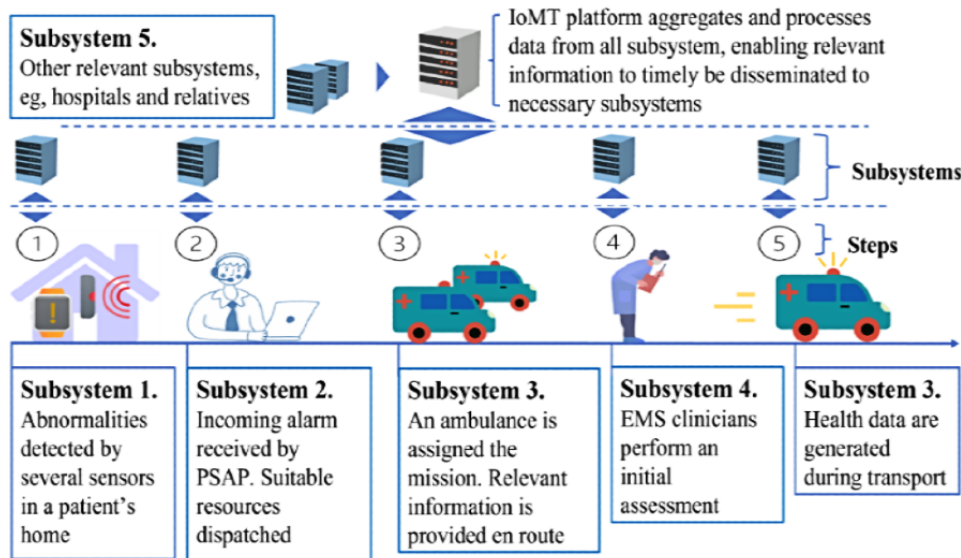 Subsystem 5.
Other relevant subsystems,
eg, hospitals and relatives
IoMT platform aggregates and processes
data from all subsystem, enabling relevant
information to timely be disseminated to
necessary subsystems
Subsystems
1
2
3
4
5
Steps
Subsystem 1.
Abnormalities
detected by
several sensors
in a patient's
home
Subsystem 2.
Incoming alarm
received by
PSAP. Suitable
resources
dispatched
Subsystem 3.
An ambulance is
assigned the
mission. Relevant
information is
provided en route
Subsystem 4.
EMS clinicians
perform an
initial
assessment
Subsystem 3.
Health data are
generated
during transport